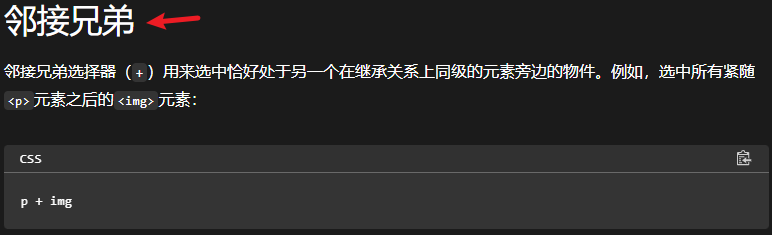 邻接兄弟
邻接兄弟选择器（+）用来选中恰好处于另一个在继承关系上同级的元素旁边的物件。例如，选中所有紧随
<p>元素之后的<img>元素：
CSS
p + img